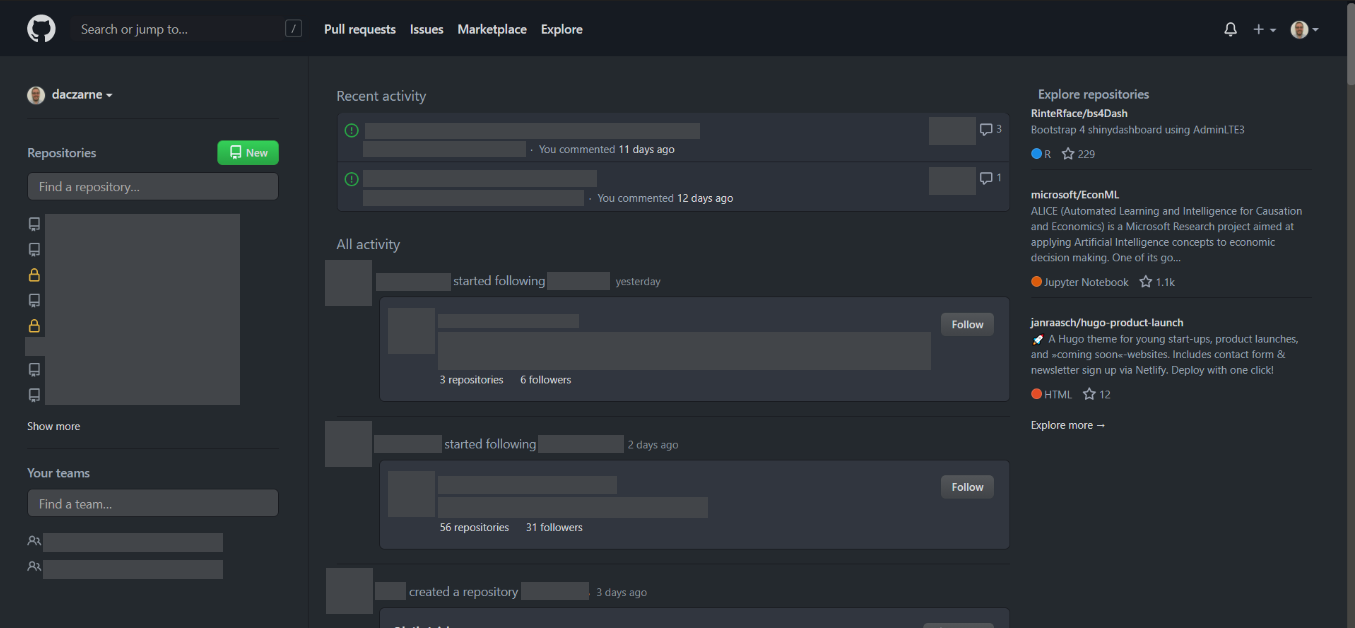 Search or jump to...
/
Pull requests
Issues
Marketplace
Explore
daczarne
Repositories
New
Find a repository...
Show more
Your teams
Find a team...
Recent activity
3
· You commented 11 days ago
1
· You commented 12 days ago
All activity
started following
yesterday
Follow
3 repositories
6 followers
started following
2 days ago
Follow
56 repositories
31 followers
created a repository
3 days ago
Explore repositories
RinteRface/bs4Dash
Bootstrap 4 shinydashboard using AdminLTE3
R
229
microsoft/EconML
ALICE (Automated Learning and Intelligence for Causation
and Economics) is a Microsoft Research project aimed at
applying Artificial Intelligence concepts to economic
decision making. One of its go...
Jupyter Notebook
1.1k
janraasch/hugo-product-launch
🚀 A Hugo theme for young start-ups, product launches,
and »coming soon«-websites. Includes contact form &
newsletter sign up via Netlify. Deploy with one click!
HTML
12
Explore more →